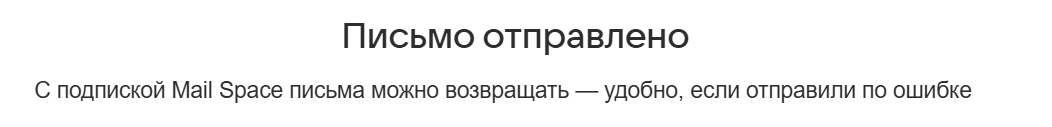 Письмо отправлено
С подпиской Mail Space письма можно возвращать — удобно, если отправили по ошибке